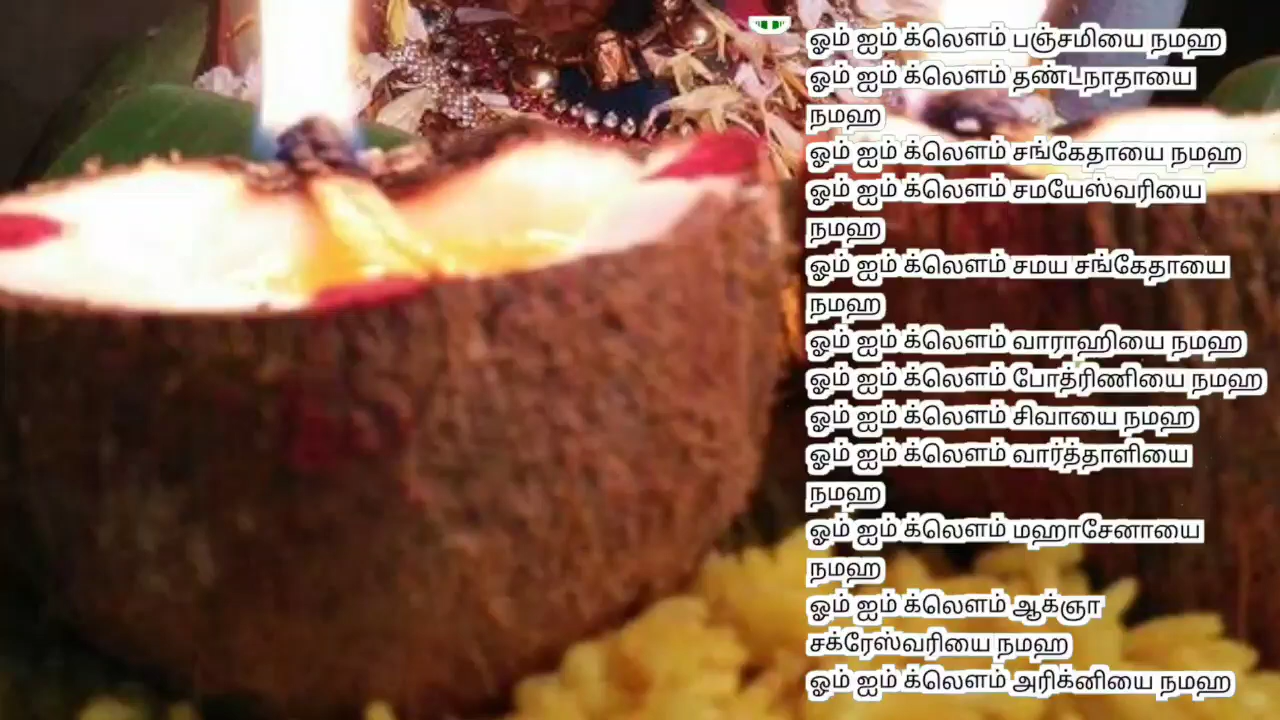 ஓம் ஐம் க்லௌம் பஞ்சமியை நமஹ
ஓம் ஐம் க்லௌம் தண்டநாதாயை
நமஹ
ஓம் ஐம் க்லௌம் சங்கேதாயை நமஹ
ஓம் ஐம் க்லௌம் சமயேஸ்வரியை
நமஹ
ஓம் ஐம் க்லௌம் சமய சங்கேதாயை
நமஹ
ஓம் ஐம் க்லௌம் வாராஹியை நமஹ
ஓம் ஐம் க்லௌம் போத்ரிணியை நமஹ
ஓம் ஐம் க்லௌம் சிவாயை நமஹ
ஓம் ஐம் க்லௌம் வார்த்தாளியை
நமஹ
ஓம் ஐம் க்லௌம் மஹாசேனாயை
நமஹ
ஓம் ஐம் க்லௌம் ஆக்ஞா
சக்ரேஸ்வரியை நமஹ
ஓம் ஐம் க்லௌம் அரிக்னியை நமஹ